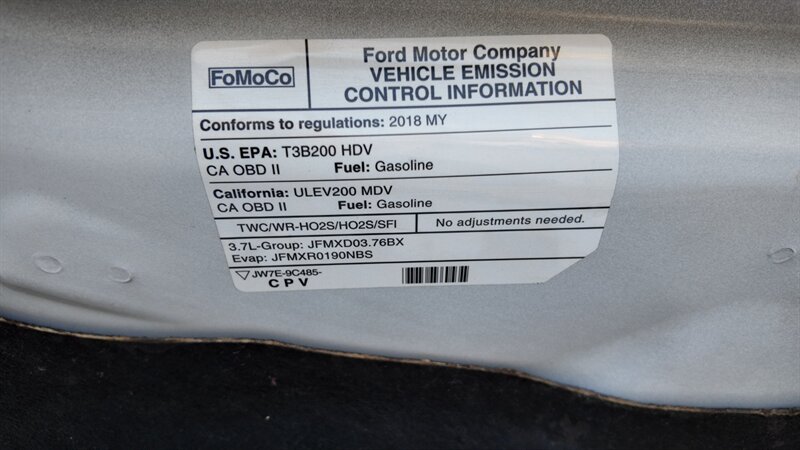 FoMoCo
Ford Motor Company
VEHICLE EMISSION
CONTROL INFORMATION
Conforms to regulations: 2018 MY
U.S. EPA: T3B200 HDV
CA OBD II Fuel: Gasoline
California: ULEV200 MDV
CA OBD II Fuel: Gasoline
TWC/WR-HO2S/HO2S/SFI No adjustments needed.
3.7L-Group: JFMXD03.76BX
Evap: JFMXR0190NBS
JW7E-9C485-
C P V